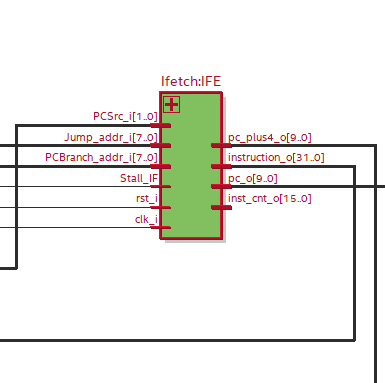 Ifetch:IFE
PCSrc_i[1..0]
Jump_addr_i[7..0]
PCBranch_addr_i[7..0]
Stall_IF
rst_i
clk_i
pc_plus4_o[9..0]
instruction_o[31..0]
pc_o[9..0]
inst_cnt_o[15..0]